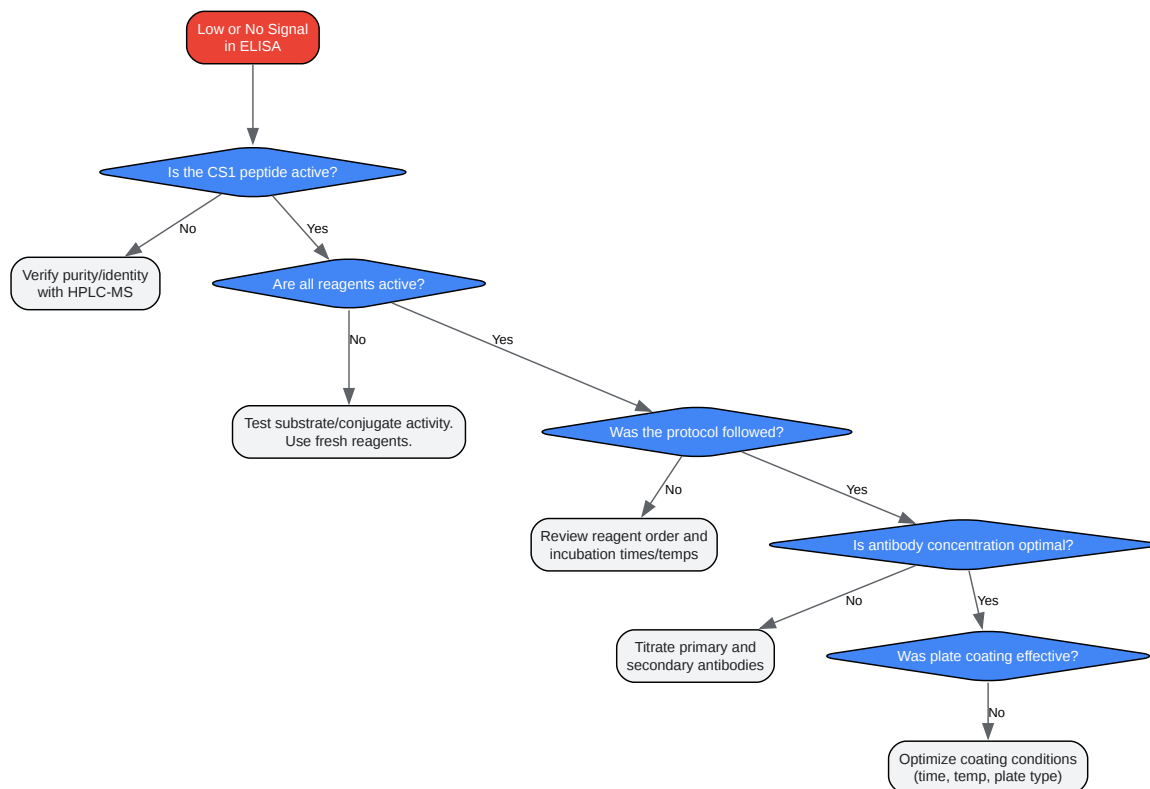 Low or No Signal
in ELISA
Is the CS1 peptide active?
No
Yes
Verify purity/identity
with HPLC-MS
Are all reagents active?
No
Yes
Test substrate/conjugate activity.
Use fresh reagents.
Was the protocol followed?
No
Yes
Review reagent order and
incubation times/temps
Is antibody concentration optimal?
No
Yes
Titrate primary and
secondary antibodies
Was plate coating effective?
No
Optimize coating conditions
(time, temp, plate type)